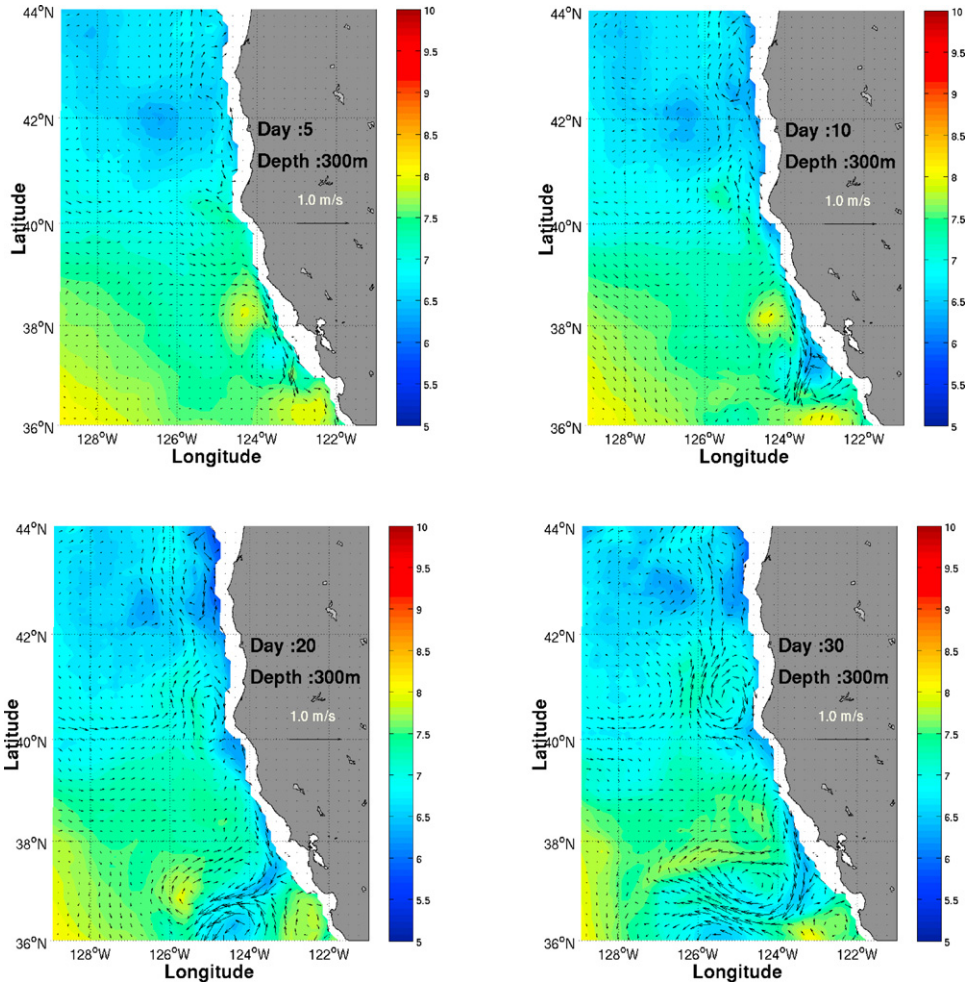 44°N
42°N
40°N
38°N
36°N
Latitude
128°W
126°W
124°W
122°W
Longitude
Day :5
Depth :300m
1.0 m/s
10
9.5
9
8.5
8
7.5
7
6.5
6
5.5
5
44°N
42°N
40°N
38°N
36°N
Latitude
128°W
126°W
124°W
122°W
Longitude
Day :10
Depth :300m
1.0 m/s
10
9.5
9
8.5
8
7.5
7
6.5
6
5.5
5
44°N
42°N
40°N
38°N
36°N
Latitude
128°W
126°W
124°W
122°W
Longitude
Day :20
Depth :300m
1.0 m/s
10
9.5
9
8.5
8
7.5
7
6.5
6
5.5
5
44°N
42°N
40°N
38°N
36°N
Latitude
128°W
126°W
124°W
122°W
Longitude
Day :30
Depth :300m
1.0 m/s
10
9.5
9
8.5
8
7.5
7
6.5
6
5.5
5